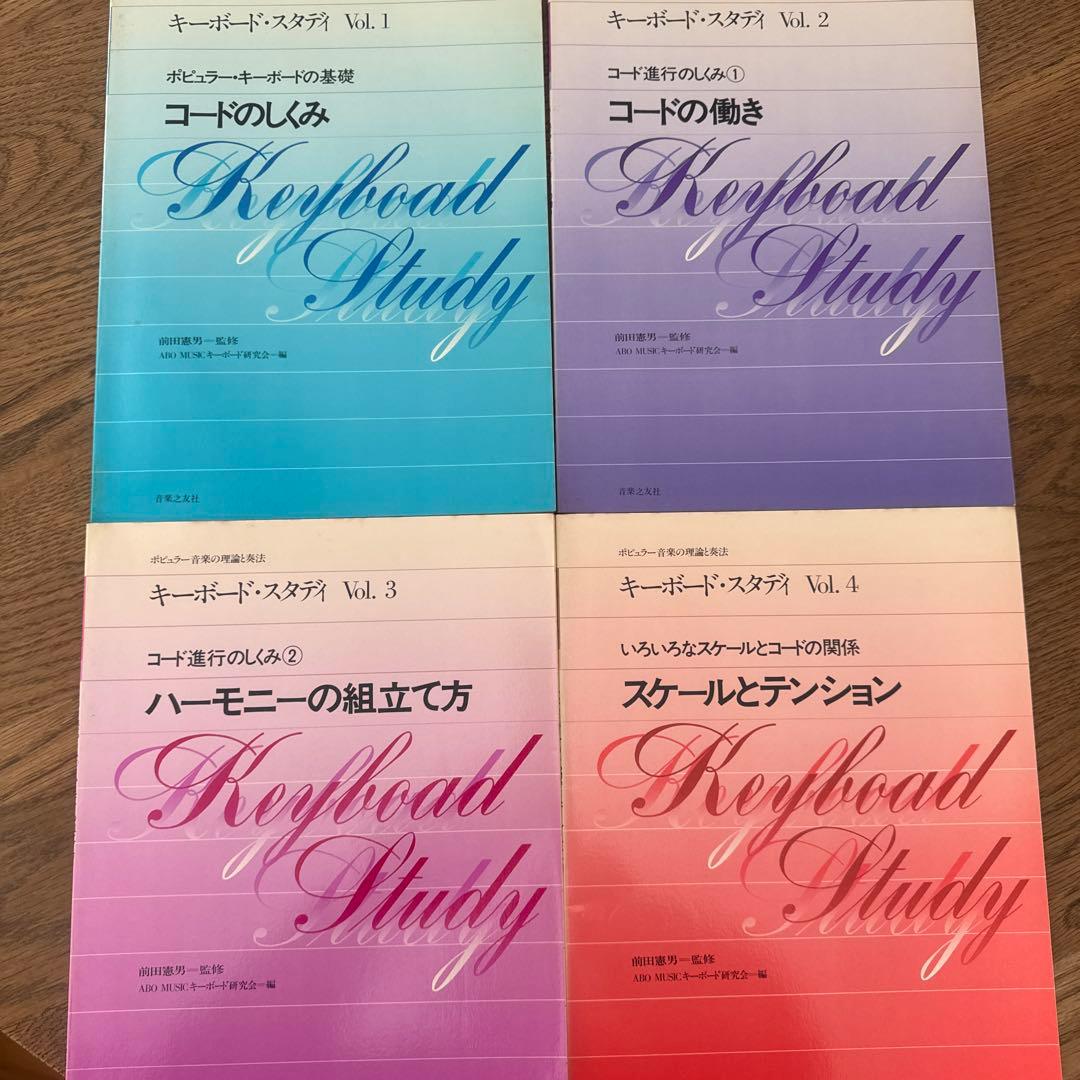 キーボード・スタディ Vol. 1
ポピュラー・キーボードの基礎
コードのしくみ
Keyboad
Study
前田憲男=監修
ABO MUSICキーボード研究会=編
音楽之友社
キーボード・スタディ Vol. 2
コード進行のしくみ①
コードの働き
Keyboad
Study
前田憲男=監修
ABO MUSICキーボード研究会=編
音楽之友社
ポピュラー音楽の理論と奏法
キーボード・スタディ Vol. 3
コード進行のしくみ②
ハーモニーの組立て方
Keyboad
Study
前田憲男=監修
ABO MUSICキーボード研究会=編
ポピュラー音楽の理論と奏法
キーボード・スタディ Vol. 4
いろいろなスケールとコードの関係
スケールとテンション
Keyboad
Study
前田憲男=監修
ABO MUSICキーボード研究会=編